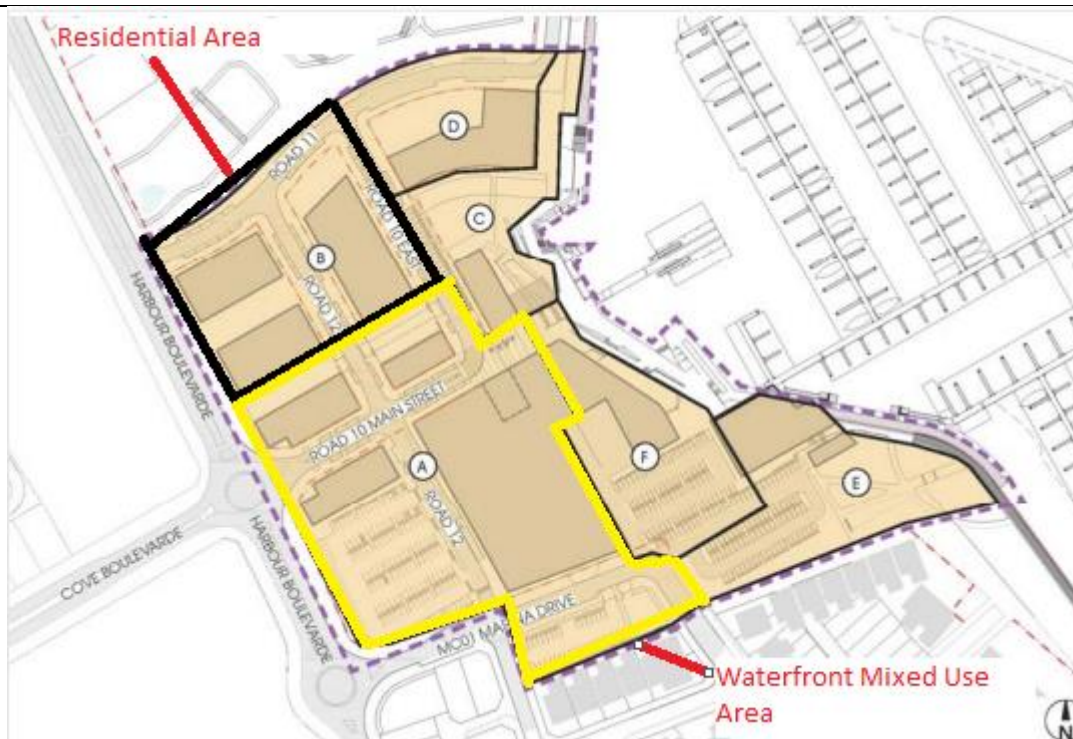 Residential Area
ROAD 11
D
ROAD 10 EAST
C
B
ROAD 12
HARBOUR BOULEVARDE
ROAD 10 MAIN STREET
A
F
ROAD 12
E
COVE BOULEVARDE
HARBOUR BOULEVARDE
MC01 MARINA DRIVE
Waterfront Mixed Use
Area
N